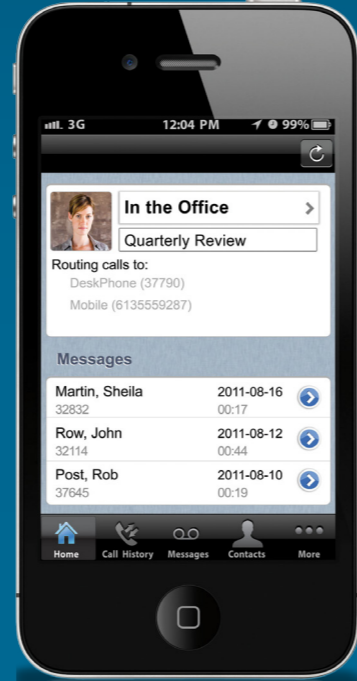 3G 12:04 PM 99%
In the Office
Quarterly Review
Routing calls to:
DeskPhone (37790)
Mobile (6135559287)
Messages
Martin, Sheila 2011-08-16
32832 00:17
Row, John 2011-08-12
32114 00:44
Post, Rob 2011-08-10
37645 00:19
Home Call History Messages Contacts More